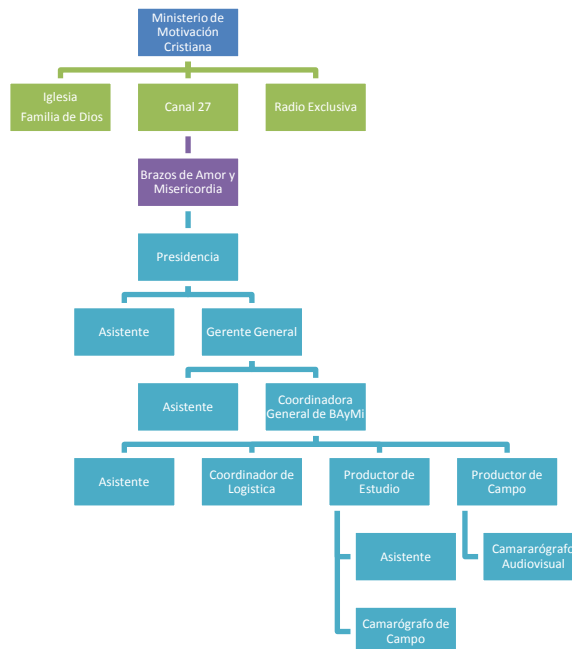 Ministerio de
Motivación
Cristiana
Iglesia
Familia de Dios
Canal 27
Radio Exclusiva
Brazos de Amor y
Misericordia
Presidencia
Asistente
Gerente General
Asistente
Coordinadora
General de BAyMi
Asistente
Coordinador de
Logística
Productor de
Estudio
Productor de
Campo
Asistente
Camararógrafo
Audiovisual
Camarógrafo de
Campo